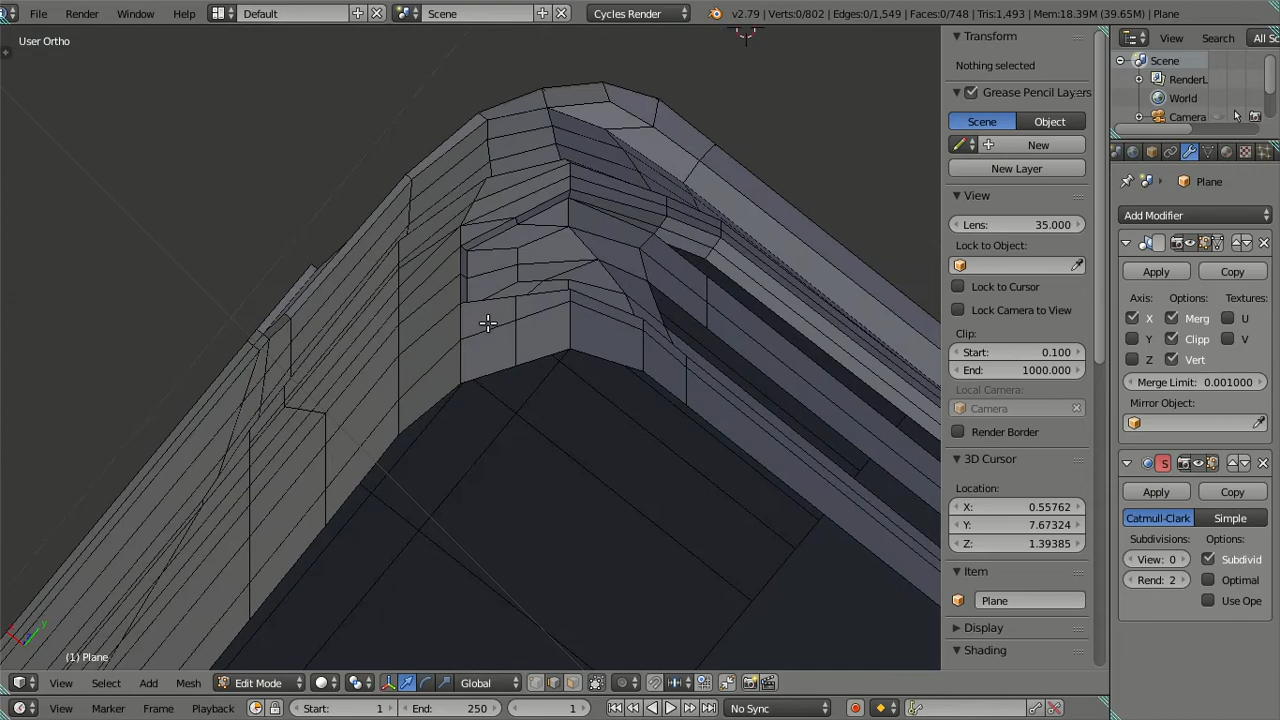 File Render Window Help Default Scene Cycles Render v2.79 | Verts:0/802 | Edges:0/1,549 | Faces:0/748 | Tris:1,493 | Mem:18.39M (39.65M) | Plane
User Ortho
Transform
Nothing selected
Grease Pencil Layers
Scene Object
New
New Layer
View
Lens: 35.000
Lock to Object:
Lock to Cursor
Lock Camera to View
Clip:
Start: 0.100
End: 1000.000
Local Camera:
Camera
Render Border
3D Cursor
Location:
X: 0.55762
Y: 7.67324
Z: 1.39385
Item
Plane
Display
Shading
View Search All Sc
Scene
RenderL
World
Camera
Plane
Add Modifier
Apply Copy
Axis: Options: Textures:
X Merg U
Y Clipp V
Z Vert
Merge Limit: 0.001000
Mirror Object:
S
Apply Copy
Catmull-Clark Simple
Subdivisions: Options:
View: 0 Subdivid
Rend: 2 Optimal
Use Ope
y
(1) Plane
View Select Add Mesh Edit Mode Global
View Marker Frame Playback Start: 1 End: 250 1 No Sync